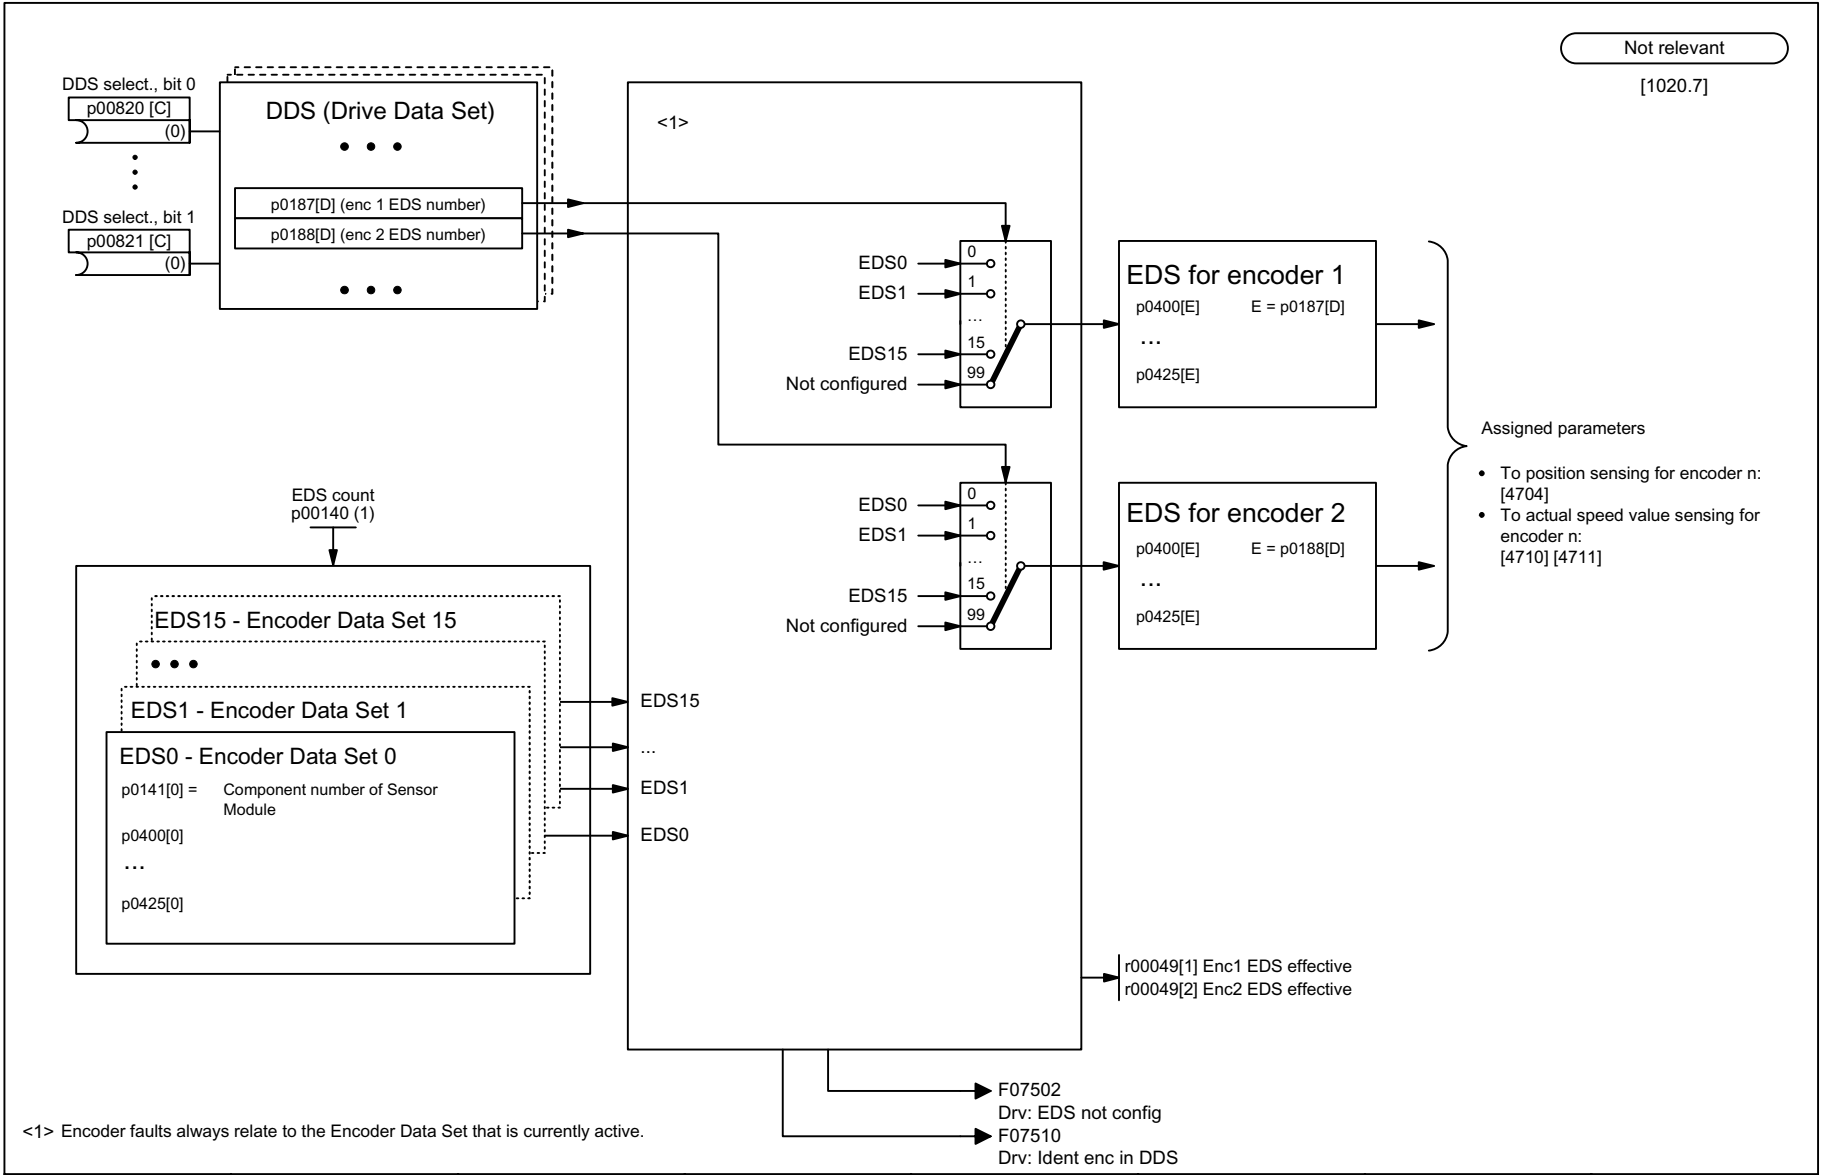 Not relevant
[1020.7]
DDS select., bit 0
p00820 [C]
(0)
DDS select., bit 1
p00821 [C]
(0)
DDS (Drive Data Set)
• • •
p0187[D] (enc 1 EDS number)
p0188[D] (enc 2 EDS number)
• • •
<1>
EDS0
0
EDS1
1
...
EDS15
15
Not configured
99
EDS for encoder 1
p0400[E] E = p0187[D]
...
p0425[E]
EDS0
0
EDS1
1
...
EDS15
15
Not configured
99
EDS for encoder 2
p0400[E] E = p0188[D]
...
p0425[E]
Assigned parameters
• To position sensing for encoder n:
[4704]
• To actual speed value sensing for
encoder n:
[4710] [4711]
EDS count
p00140 (1)
EDS15 - Encoder Data Set 15
• • •
EDS1 - Encoder Data Set 1
EDS0 - Encoder Data Set 0
p0141[0] = Component number of Sensor
Module
p0400[0]
...
p0425[0]
EDS15
...
EDS1
EDS0
r00049[1] Enc1 EDS effective
r00049[2] Enc2 EDS effective
F07502
Drv: EDS not config
F07510
Drv: Ident enc in DDS
<1> Encoder faults always relate to the Encoder Data Set that is currently active.